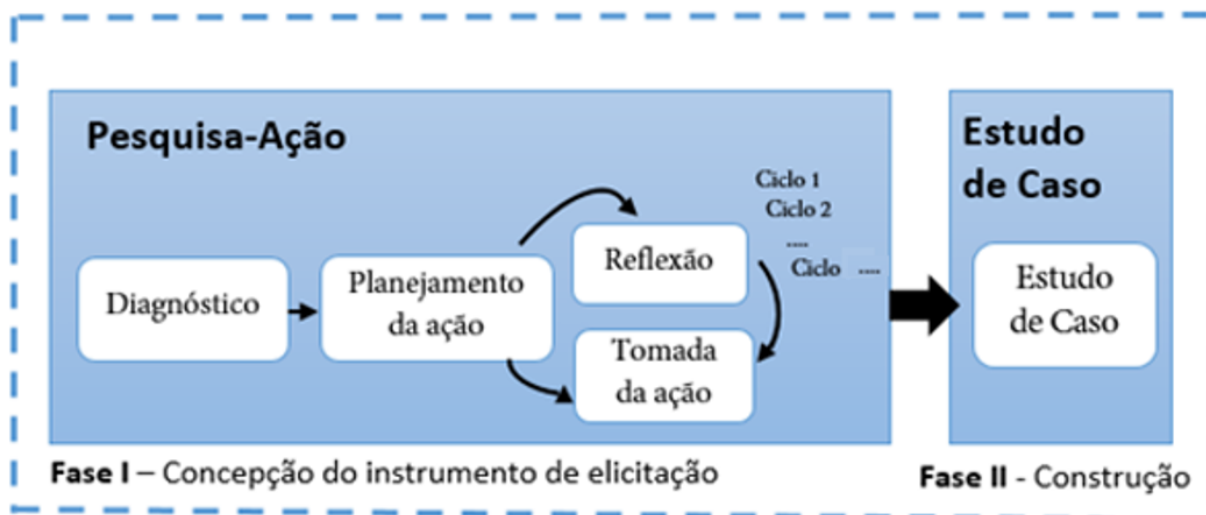 Pesquisa-Ação
Diagnóstico
Planejamento
da ação
Reflexão
Tomada
da ação
Ciclo 1
Ciclo 2
....
Ciclo ....
Fase I – Concepção do instrumento de elicitação
Estudo
de Caso
Estudo
de Caso
Fase II - Construção